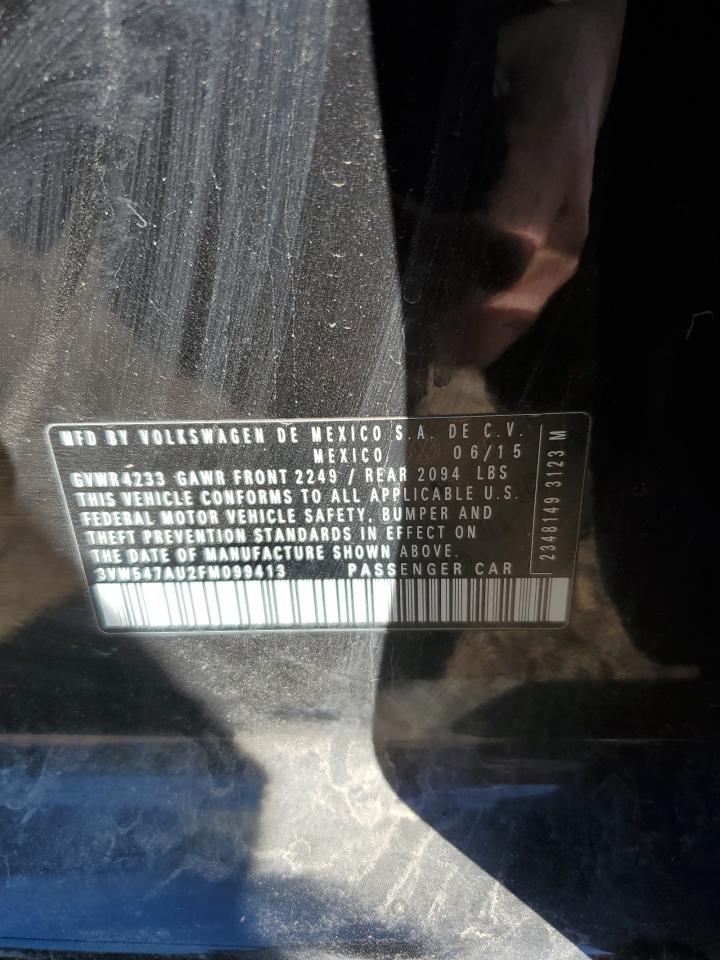 MFD BY VOLKSWAGEN DE MEXICO S.A. DE C.V.
MEXICO 06/15
GVWR4233 GAWR FRONT 2249 / REAR 2094 LBS
THIS VEHICLE CONFORMS TO ALL APPLICABLE U.S.
FEDERAL MOTOR VEHICLE SAFETY, BUMPER AND
THEFT PREVENTION STANDARDS IN EFFECT ON
THE DATE OF MANUFACTURE SHOWN ABOVE.
3VW547AU2FM099413 PASSENGER CAR
2348149 3123 M